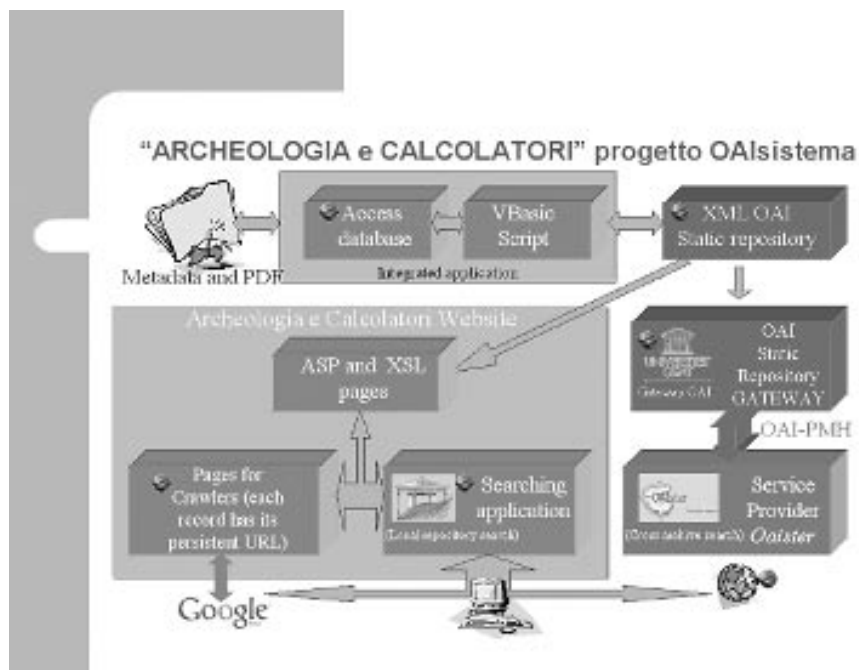 “ARCHEOLOGIA e CALCOLATORI” progetto OAIsistema
Metadata and PDF
Access
database
VBasic
Script
Integrated application
XML OAI
Static repository
Archeologia e Calcolatori Website
ASP and XSL
pages
Gateway OAI
OAI
Static
Repository
GATEWAY
OAI-PMH
Pages for
Crawlers (each
record has its
persistent URL)
Searching
application
(Local repository search)
Service
Provider
Oaister
(Cross archive search)
Google